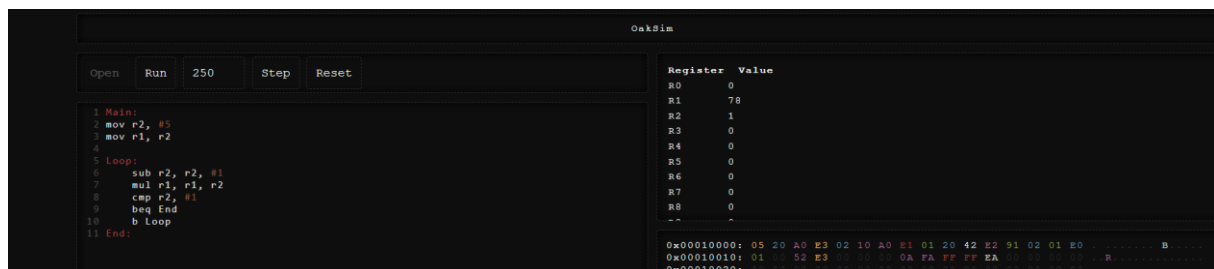 OakSim
Open Run 250 Step Reset
1 Main:
2 mov r2, #5
3 mov r1, r2
4
5 Loop:
6 sub r2, r2, #1
7 mul r1, r1, r2
8 cmp r2, #1
9 beq End
10 b Loop
11 End:
Register Value
R0 0
R1 78
R2 1
R3 0
R4 0
R5 0
R6 0
R7 0
R8 0
0x00010000: 05 20 A0 E3 02 10 A0 E1 01 20 42 E2 91 02 01 E0 . ....... B.....
0x00010010: 01 00 52 E3 00 00 00 0A FA FF FF EA 00 00 00 00 ..R.............